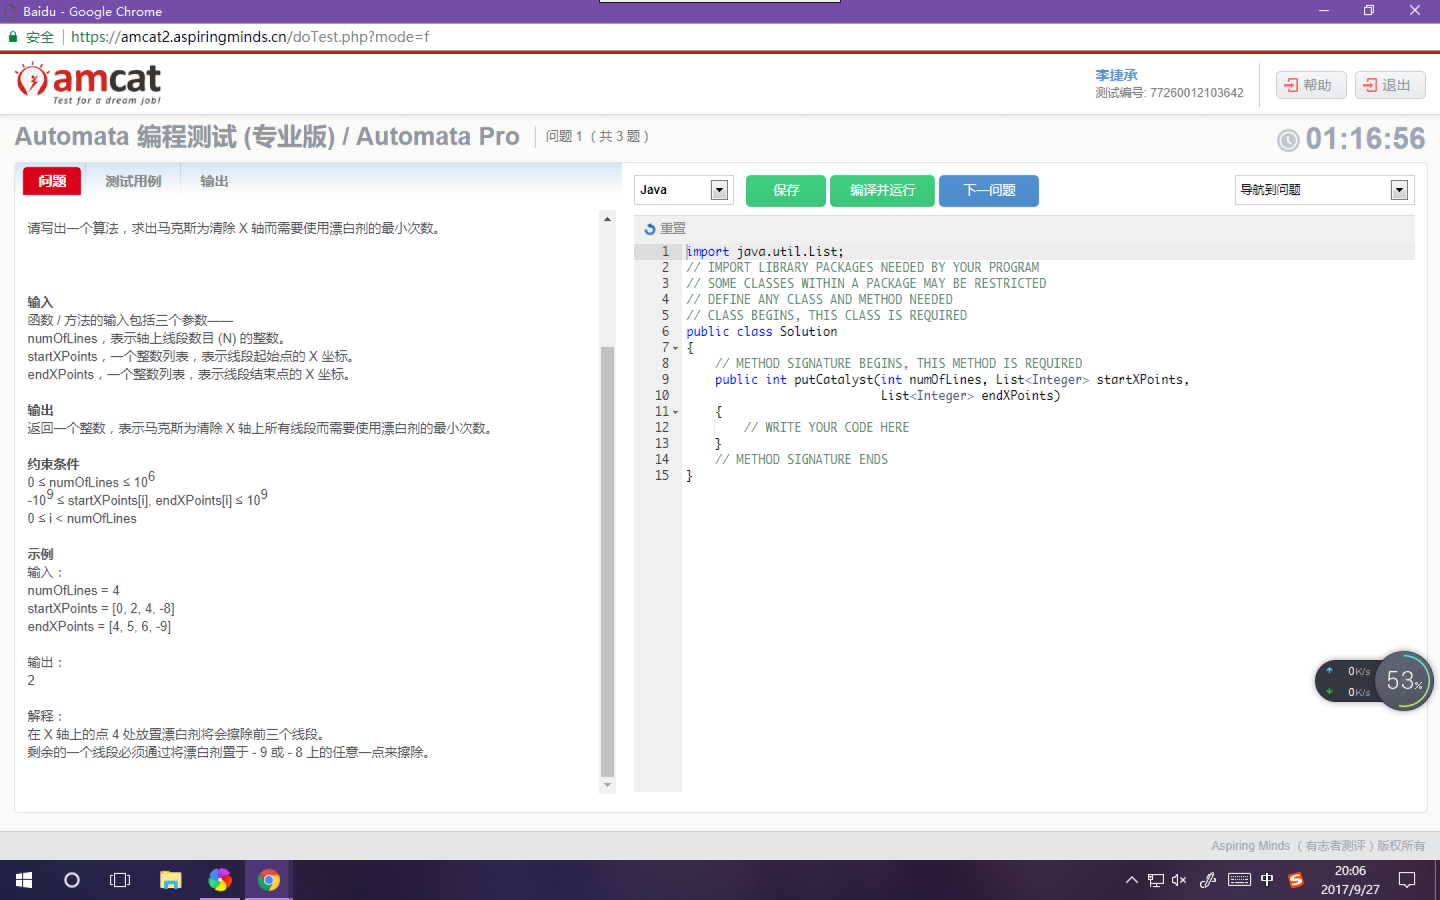 Baidu - Google Chrome
安全 | https://amcat2.aspiringminds.cn/doTest.php?mode=f
amcat
Test for a dream job!
李捷承
测试编号: 77260012103642
帮助
退出
Automata 编程测试 (专业版) / Automata Pro
问题 1 （共 3 题）
01:16:56
问题
测试用例
输出
Java
保存
编译并运行
下一问题
导航到问题
请写出一个算法，求出马克斯为清除 X 轴而需要使用漂白剂的最小次数。
输入
函数 / 方法的输入包括三个参数——
numOfLines，表示轴上线段数目 (N) 的整数。
startXPoints，一个整数列表，表示线段起始点的 X 坐标。
endXPoints，一个整数列表，表示线段结束点的 X 坐标。
输出
返回一个整数，表示马克斯为清除 X 轴上所有线段而需要使用漂白剂的最小次数。
约束条件
0 ≤ numOfLines ≤ 10^6
-10^9 ≤ startXPoints[i], endXPoints[i] ≤ 10^9
0 ≤ i < numOfLines
示例
输入：
numOfLines = 4
startXPoints = [0, 2, 4, -8]
endXPoints = [4, 5, 6, -9]
输出：
2
解释：
在 X 轴上的点 4 处放置漂白剂将会擦除前三个线段。
剩余的一个线段必须通过将漂白剂置于 - 9 或 - 8 上的任意一点来擦除。
重置
1 import java.util.List;
2 // IMPORT LIBRARY PACKAGES NEEDED BY YOUR PROGRAM
3 // SOME CLASSES WITHIN A PACKAGE MAY BE RESTRICTED
4 // DEFINE ANY CLASS AND METHOD NEEDED
5 // CLASS BEGINS, THIS CLASS IS REQUIRED
6 public class Solution
7 {
8 // METHOD SIGNATURE BEGINS, THIS METHOD IS REQUIRED
9 public int putCatalyst(int numOfLines, List<Integer> startXPoints,
10 List<Integer> endXPoints)
11 {
12 // WRITE YOUR CODE HERE
13 }
14 // METHOD SIGNATURE ENDS
15 }
0K/s
0K/s
53%
Aspiring Minds （有志者测评）版权所有
中
20:06
2017/9/27